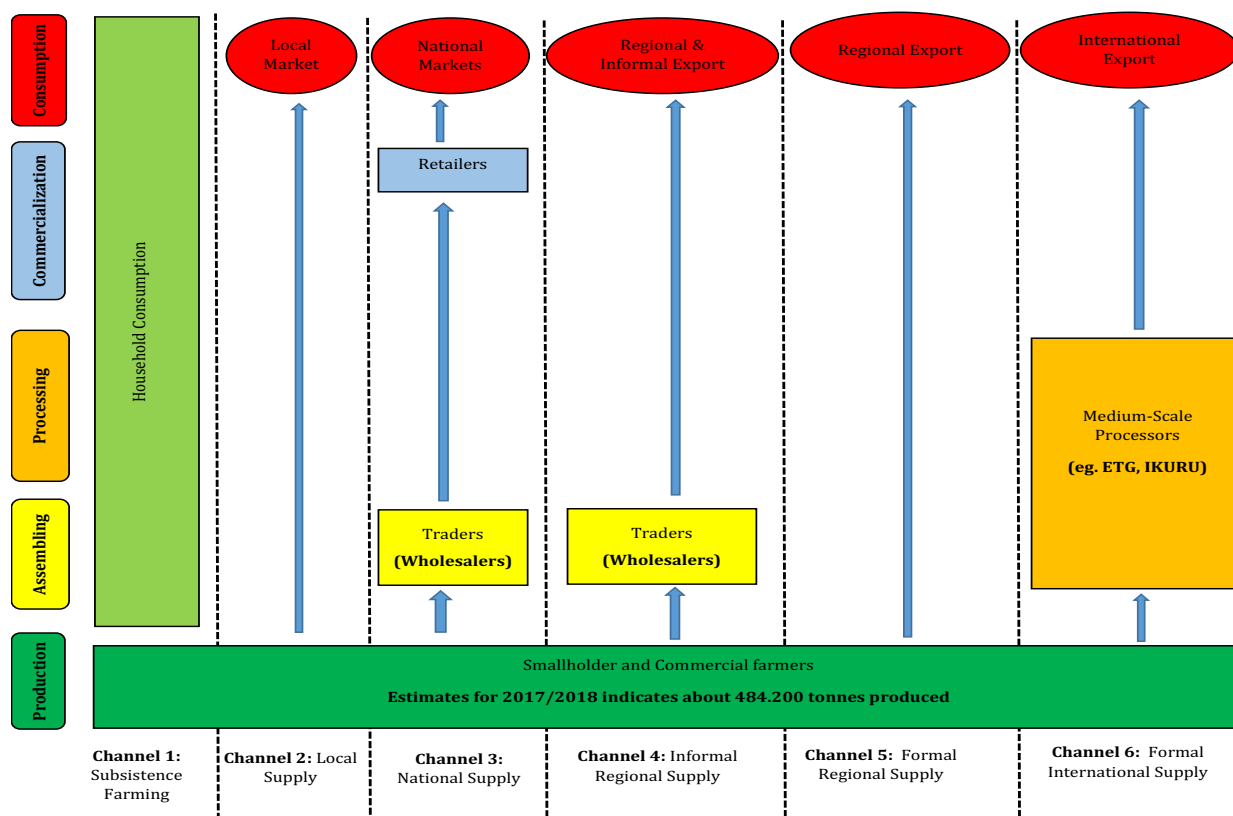 Consumption
Commercialization
Processing
Assembling
Production
Household Consumption
Local
Market
National
Markets
Regional &
Informal Export
Regional Export
International
Export
Retailers
Medium-Scale
Processors
(eg. ETG, IKURU)
Traders
(Wholesalers)
Traders
(Wholesalers)
Smallholder and Commercial farmers
Estimates for 2017/2018 indicates about 484.200 tonnes produced
Channel 1:
Subsistence
Farming
Channel 2: Local
Supply
Channel 3:
National Supply
Channel 4: Informal
Regional Supply
Channel 5: Formal
Regional Supply
Channel 6: Formal
International Supply